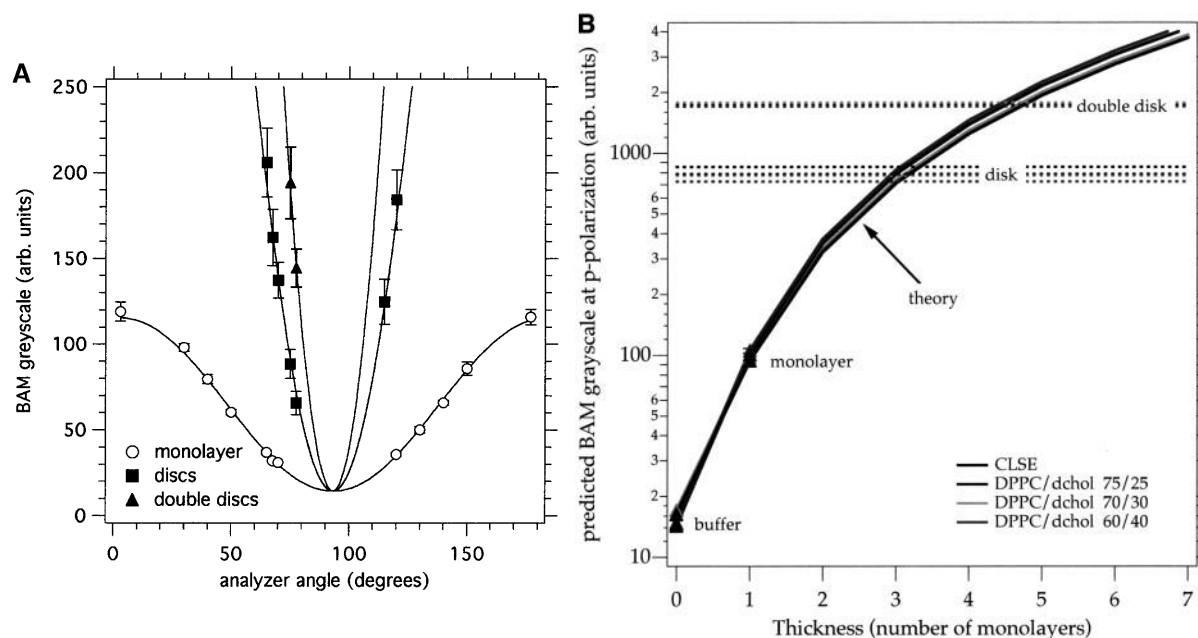 A
250
200
150
100
50
0
BAM greyscale (arb. units)
monolayer
discs
double discs
0
50
100
150
analyzer angle (degrees)
B
4
3
2
1000
6
5
4
3
2
100
6
5
4
3
2
10
predicted BAM grayscale at p-polarization (arb. units)
double disk
disk
theory
monolayer
buffer
CLSE
DPPC/dchol 75/25
DPPC/dchol 70/30
DPPC/dchol 60/40
0
1
2
3
4
5
6
7
Thickness (number of monolayers)